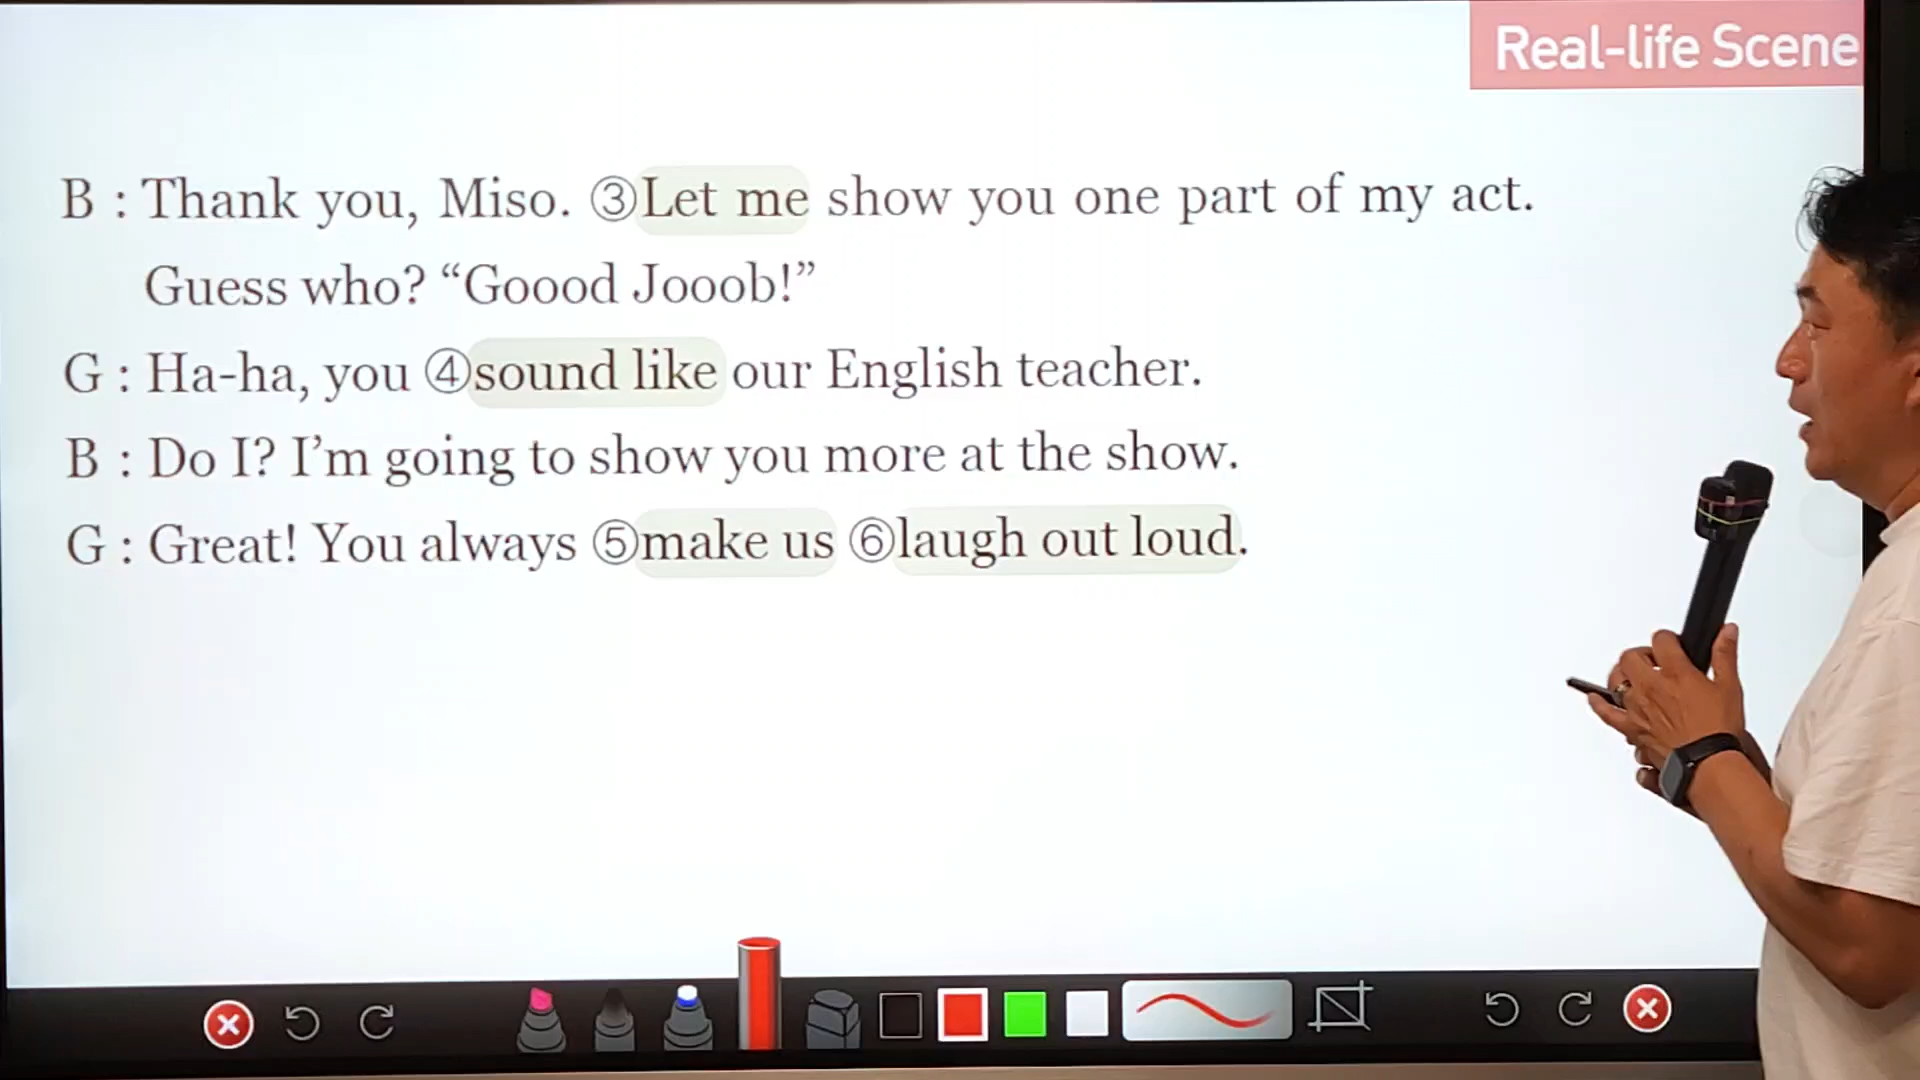 Real-life Scene
B : Thank you, Miso. ③Let me show you one part of my act.
Guess who? “Goood Jooob!”
G : Ha-ha, you ④sound like our English teacher.
B : Do I? I’m going to show you more at the show.
G : Great! You always ⑤make us ⑥laugh out loud.